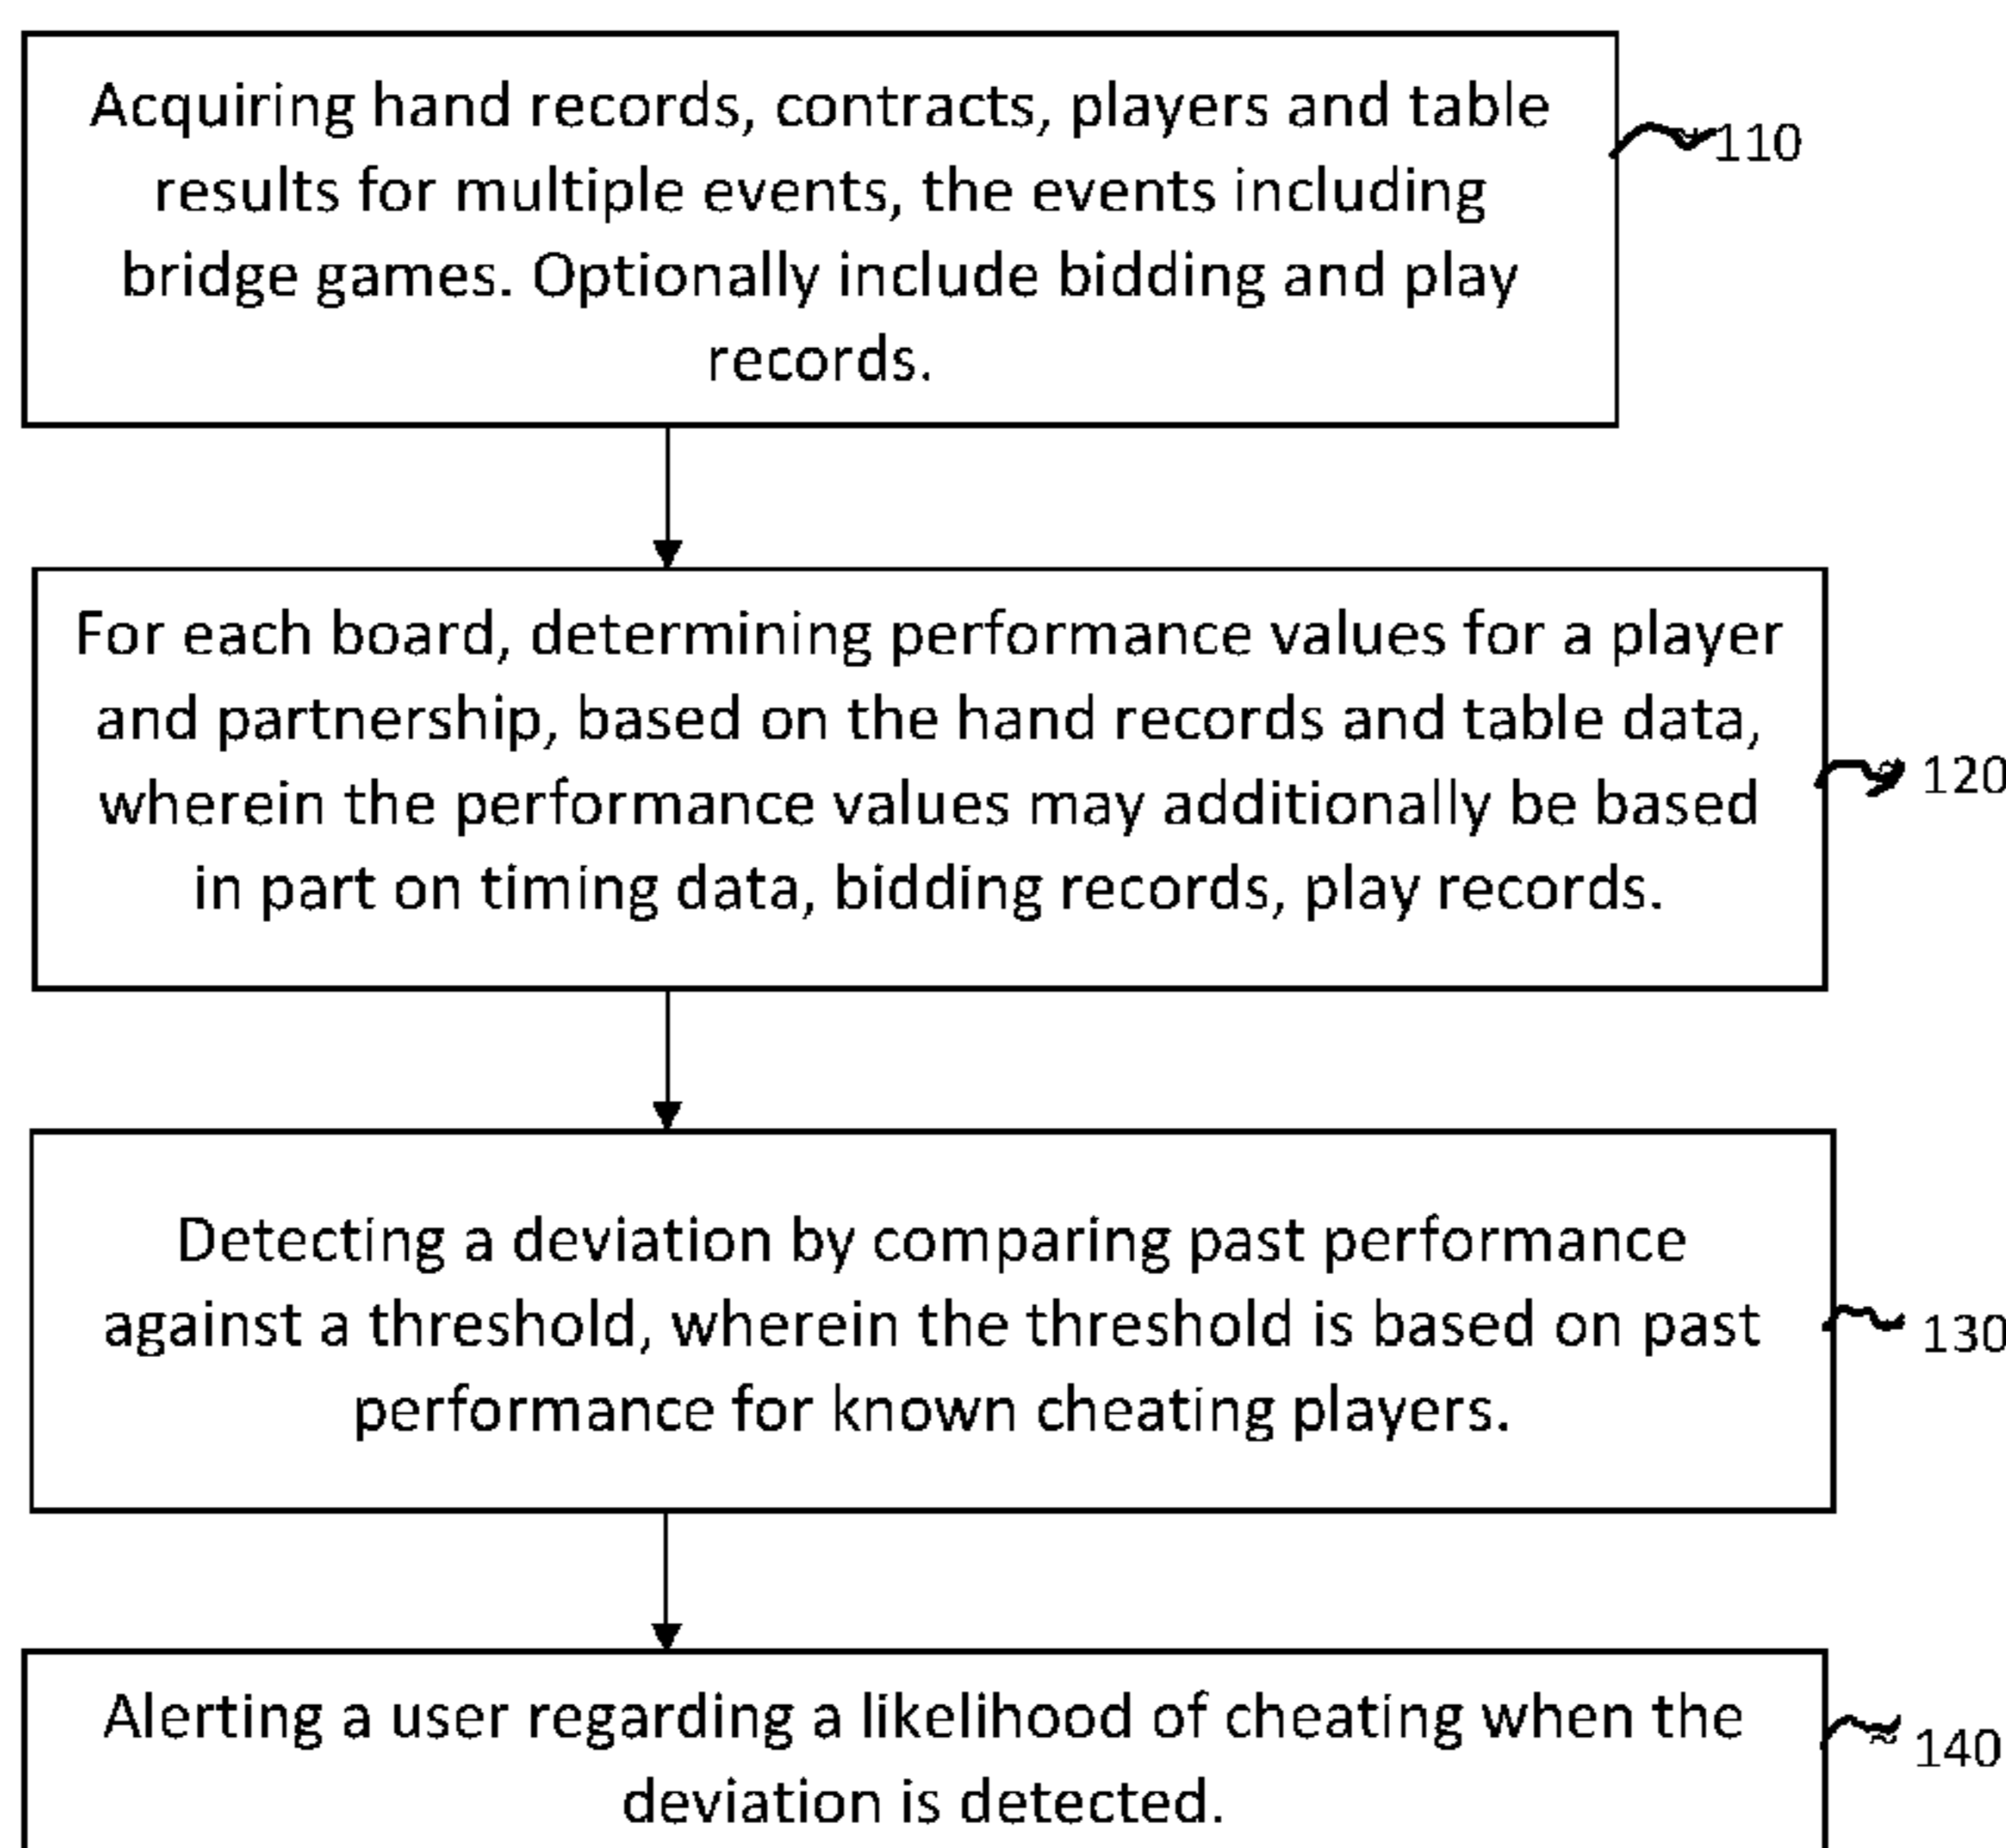 Acquiring hand records, contracts, players and table
results for multiple events, the events including
bridge games. Optionally include bidding and play
records.
110
For each board, determining performance values for a player
and partnership, based on the hand records and table data,
wherein the performance values may additionally be based
in part on timing data, bidding records, play records.
120
Detecting a deviation by comparing past performance
against a threshold, wherein the threshold is based on past
performance for known cheating players.
130
Alerting a user regarding a likelihood of cheating when the
deviation is detected.
140